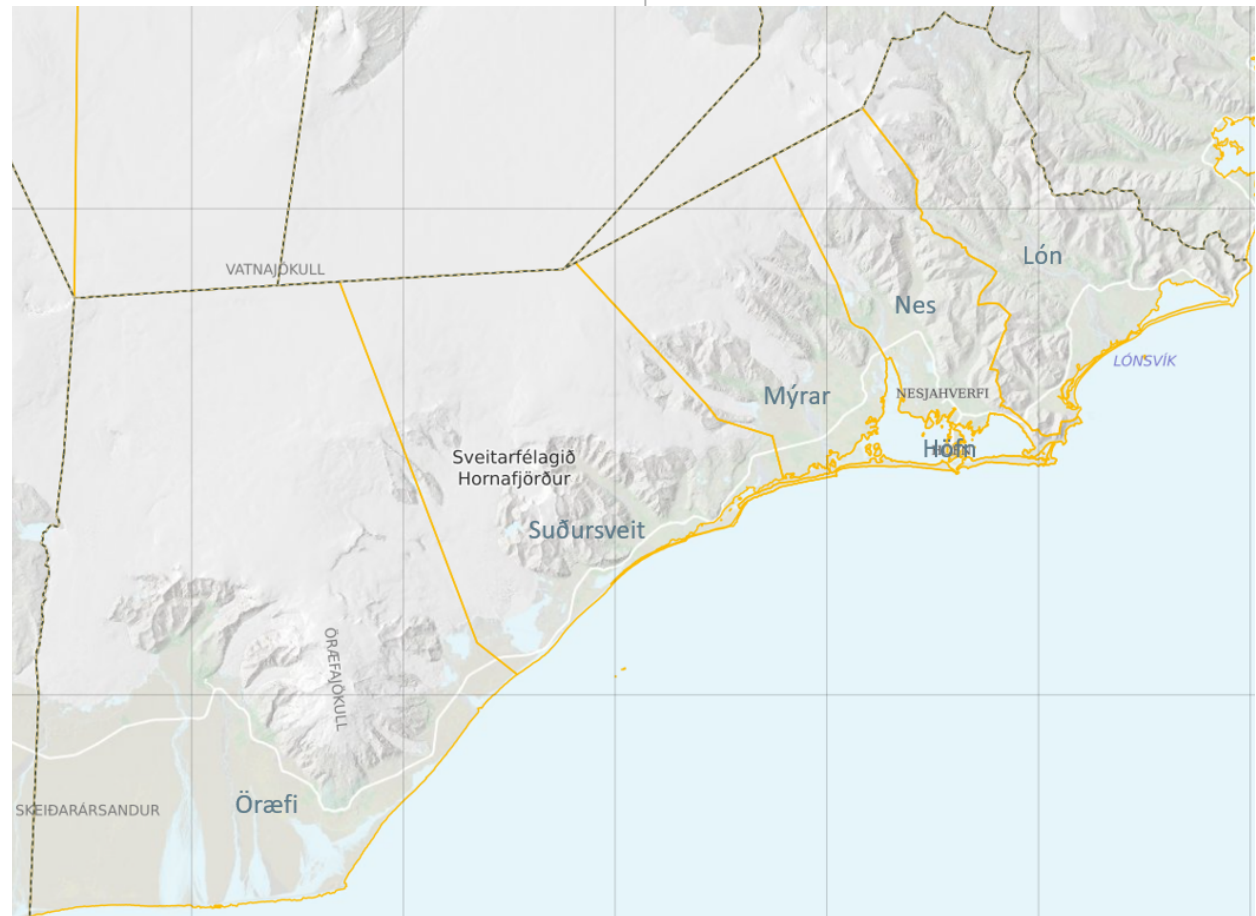 Lón
VATNAJÖKULL
Nes
LÓNSVÍK
Mýrar
NESJAHVERFI
Höfn
Sveitarfélagið
Hornafjörður
Suðursveit
ÖRÆFAJÖKULL
Öræfi
SKEIÐARÁRSANDUR